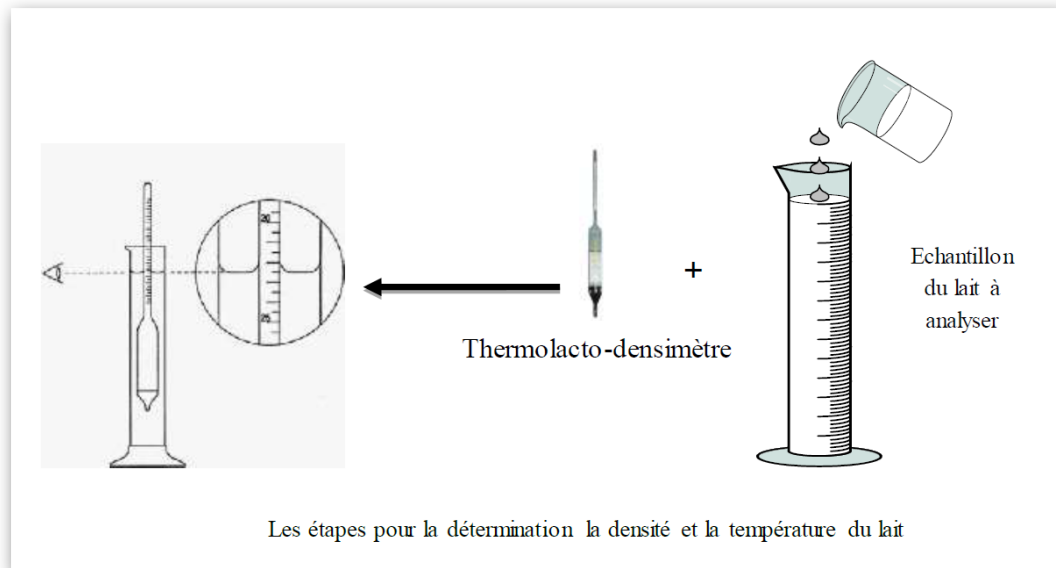 20
25
Thermolacto-densimètre
+
Echantillon
du lait à
analyser
Les étapes pour la détermination la densité et la température du lait